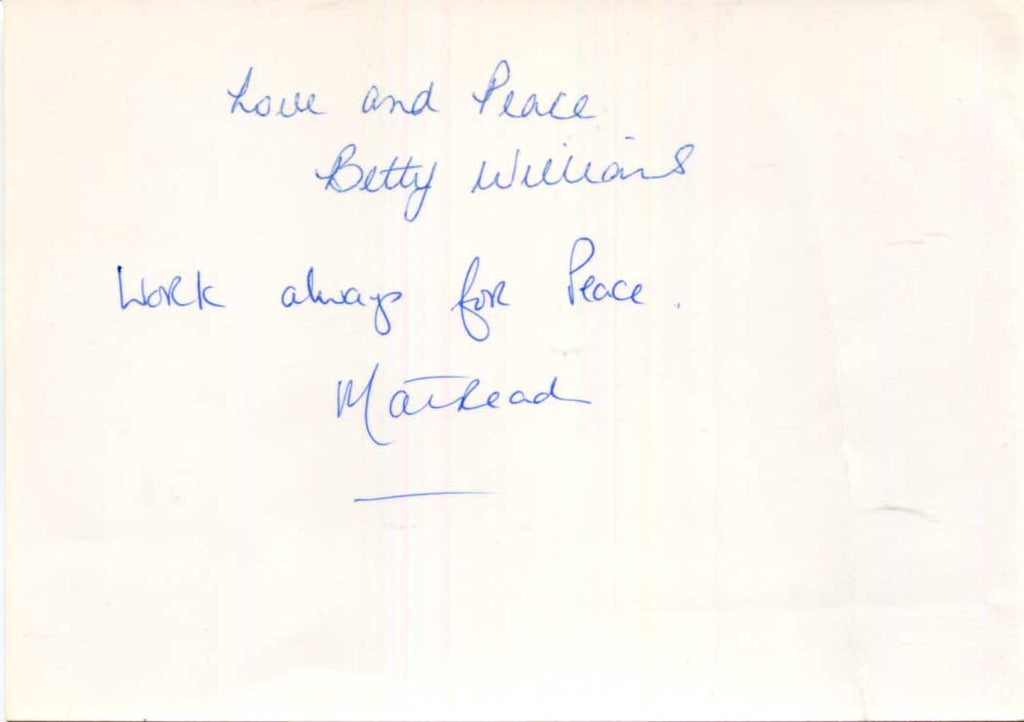 Love and Peace
Betty Williams
Work always for Peace.
Mairead